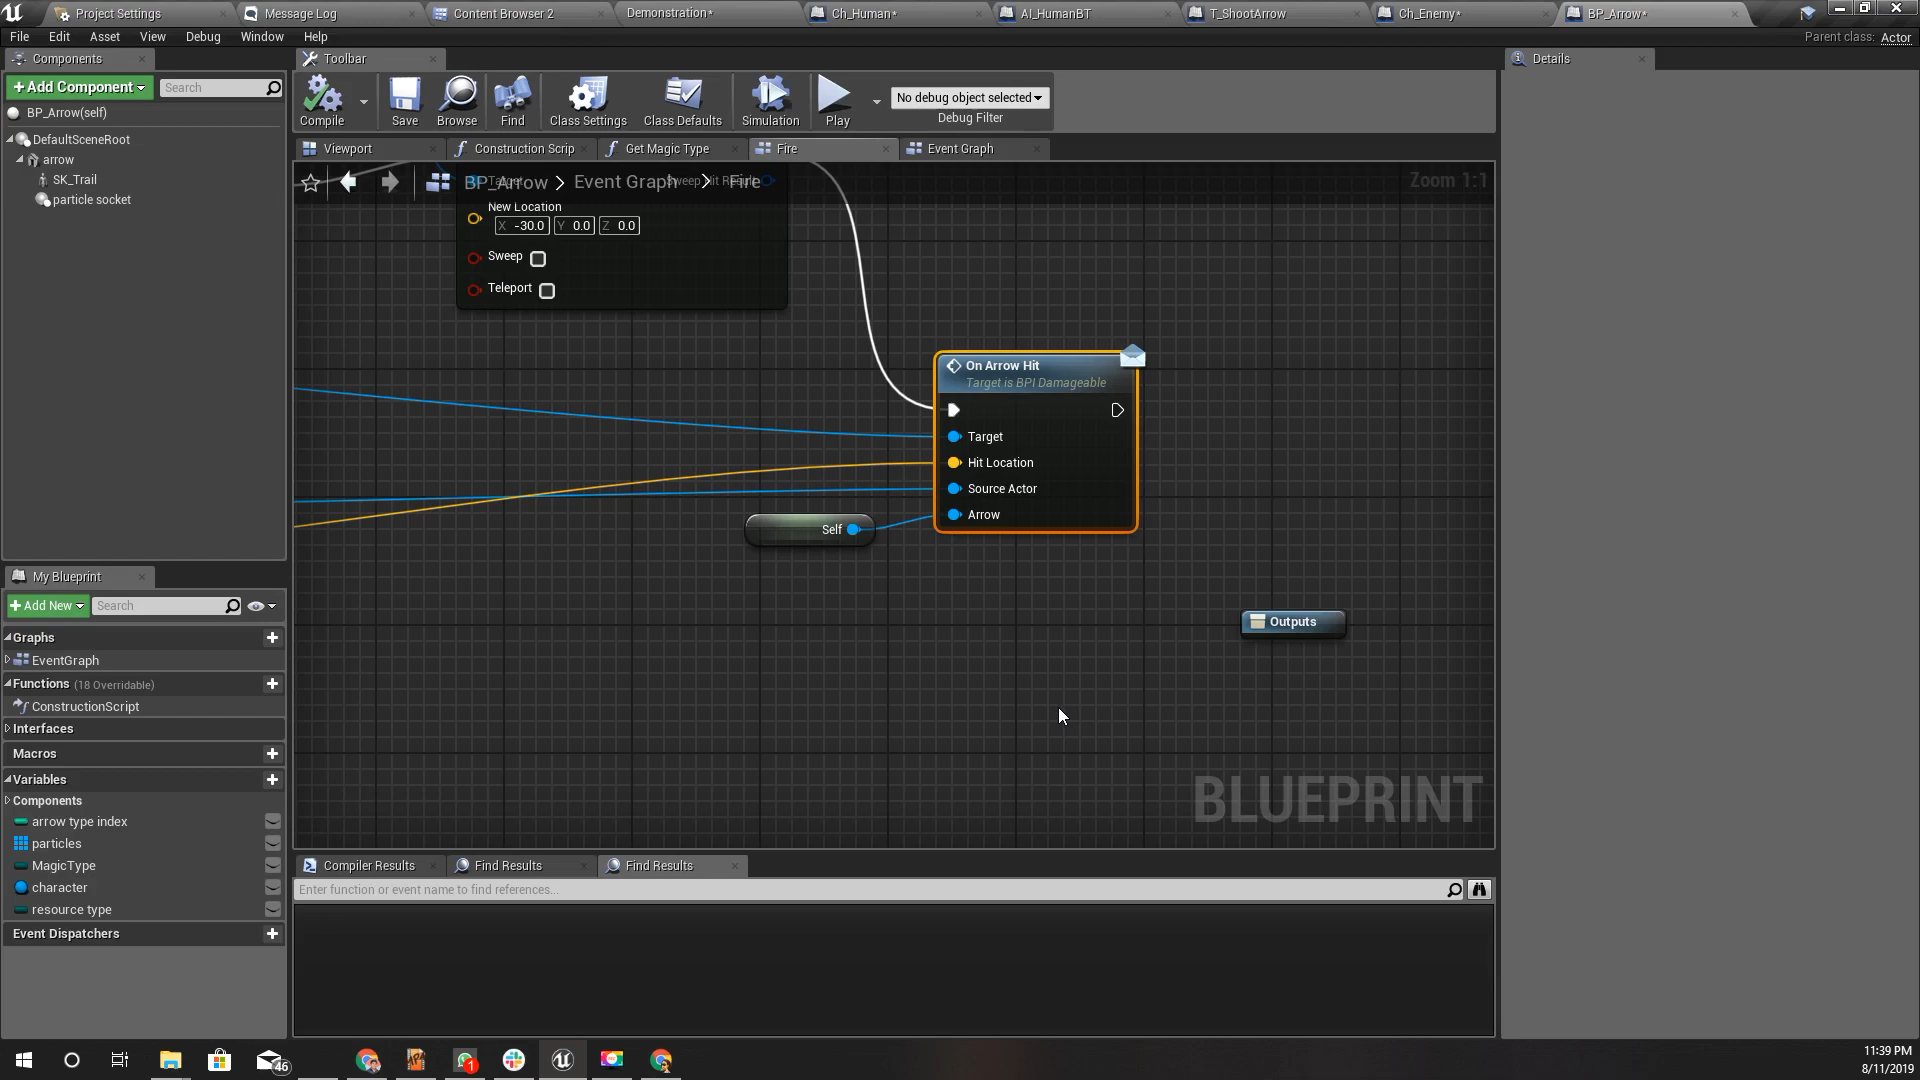 Project Settings
Message Log
Content Browser 2
Demonstration*
Ch_Human*
AI_HumanBT
T_ShootArrow
Ch_Enemy*
BP_Arrow*
File Edit Asset View Debug Window Help
Parent class: Actor
Components
Toolbar
Details
+Add Component
Search
BP_Arrow(self)
DefaultSceneRoot
arrow
SK_Trail
particle socket
Compile
Save
Browse
Find
Class Settings
Class Defaults
Simulation
Play
No debug object selected
Debug Filter
Viewport
Construction Scrip
Get Magic Type
Fire
Event Graph
BP_Arrow > Event Graph > Fire
Zoom 1:1
Target
Sweep Hit Result
New Location
X -30.0 Y 0.0 Z 0.0
Sweep
Teleport
On Arrow Hit
Target is BPI Damageable
Target
Hit Location
Source Actor
Arrow
Self
Outputs
BLUEPRINT
My Blueprint
+Add New
Search
Graphs
EventGraph
Functions (18 Overridable)
ConstructionScript
Interfaces
Macros
Variables
Components
arrow type index
particles
MagicType
character
resource type
Event Dispatchers
Compiler Results
Find Results
Find Results
Enter function or event name to find references...
46
1
11:39 PM
8/11/2019